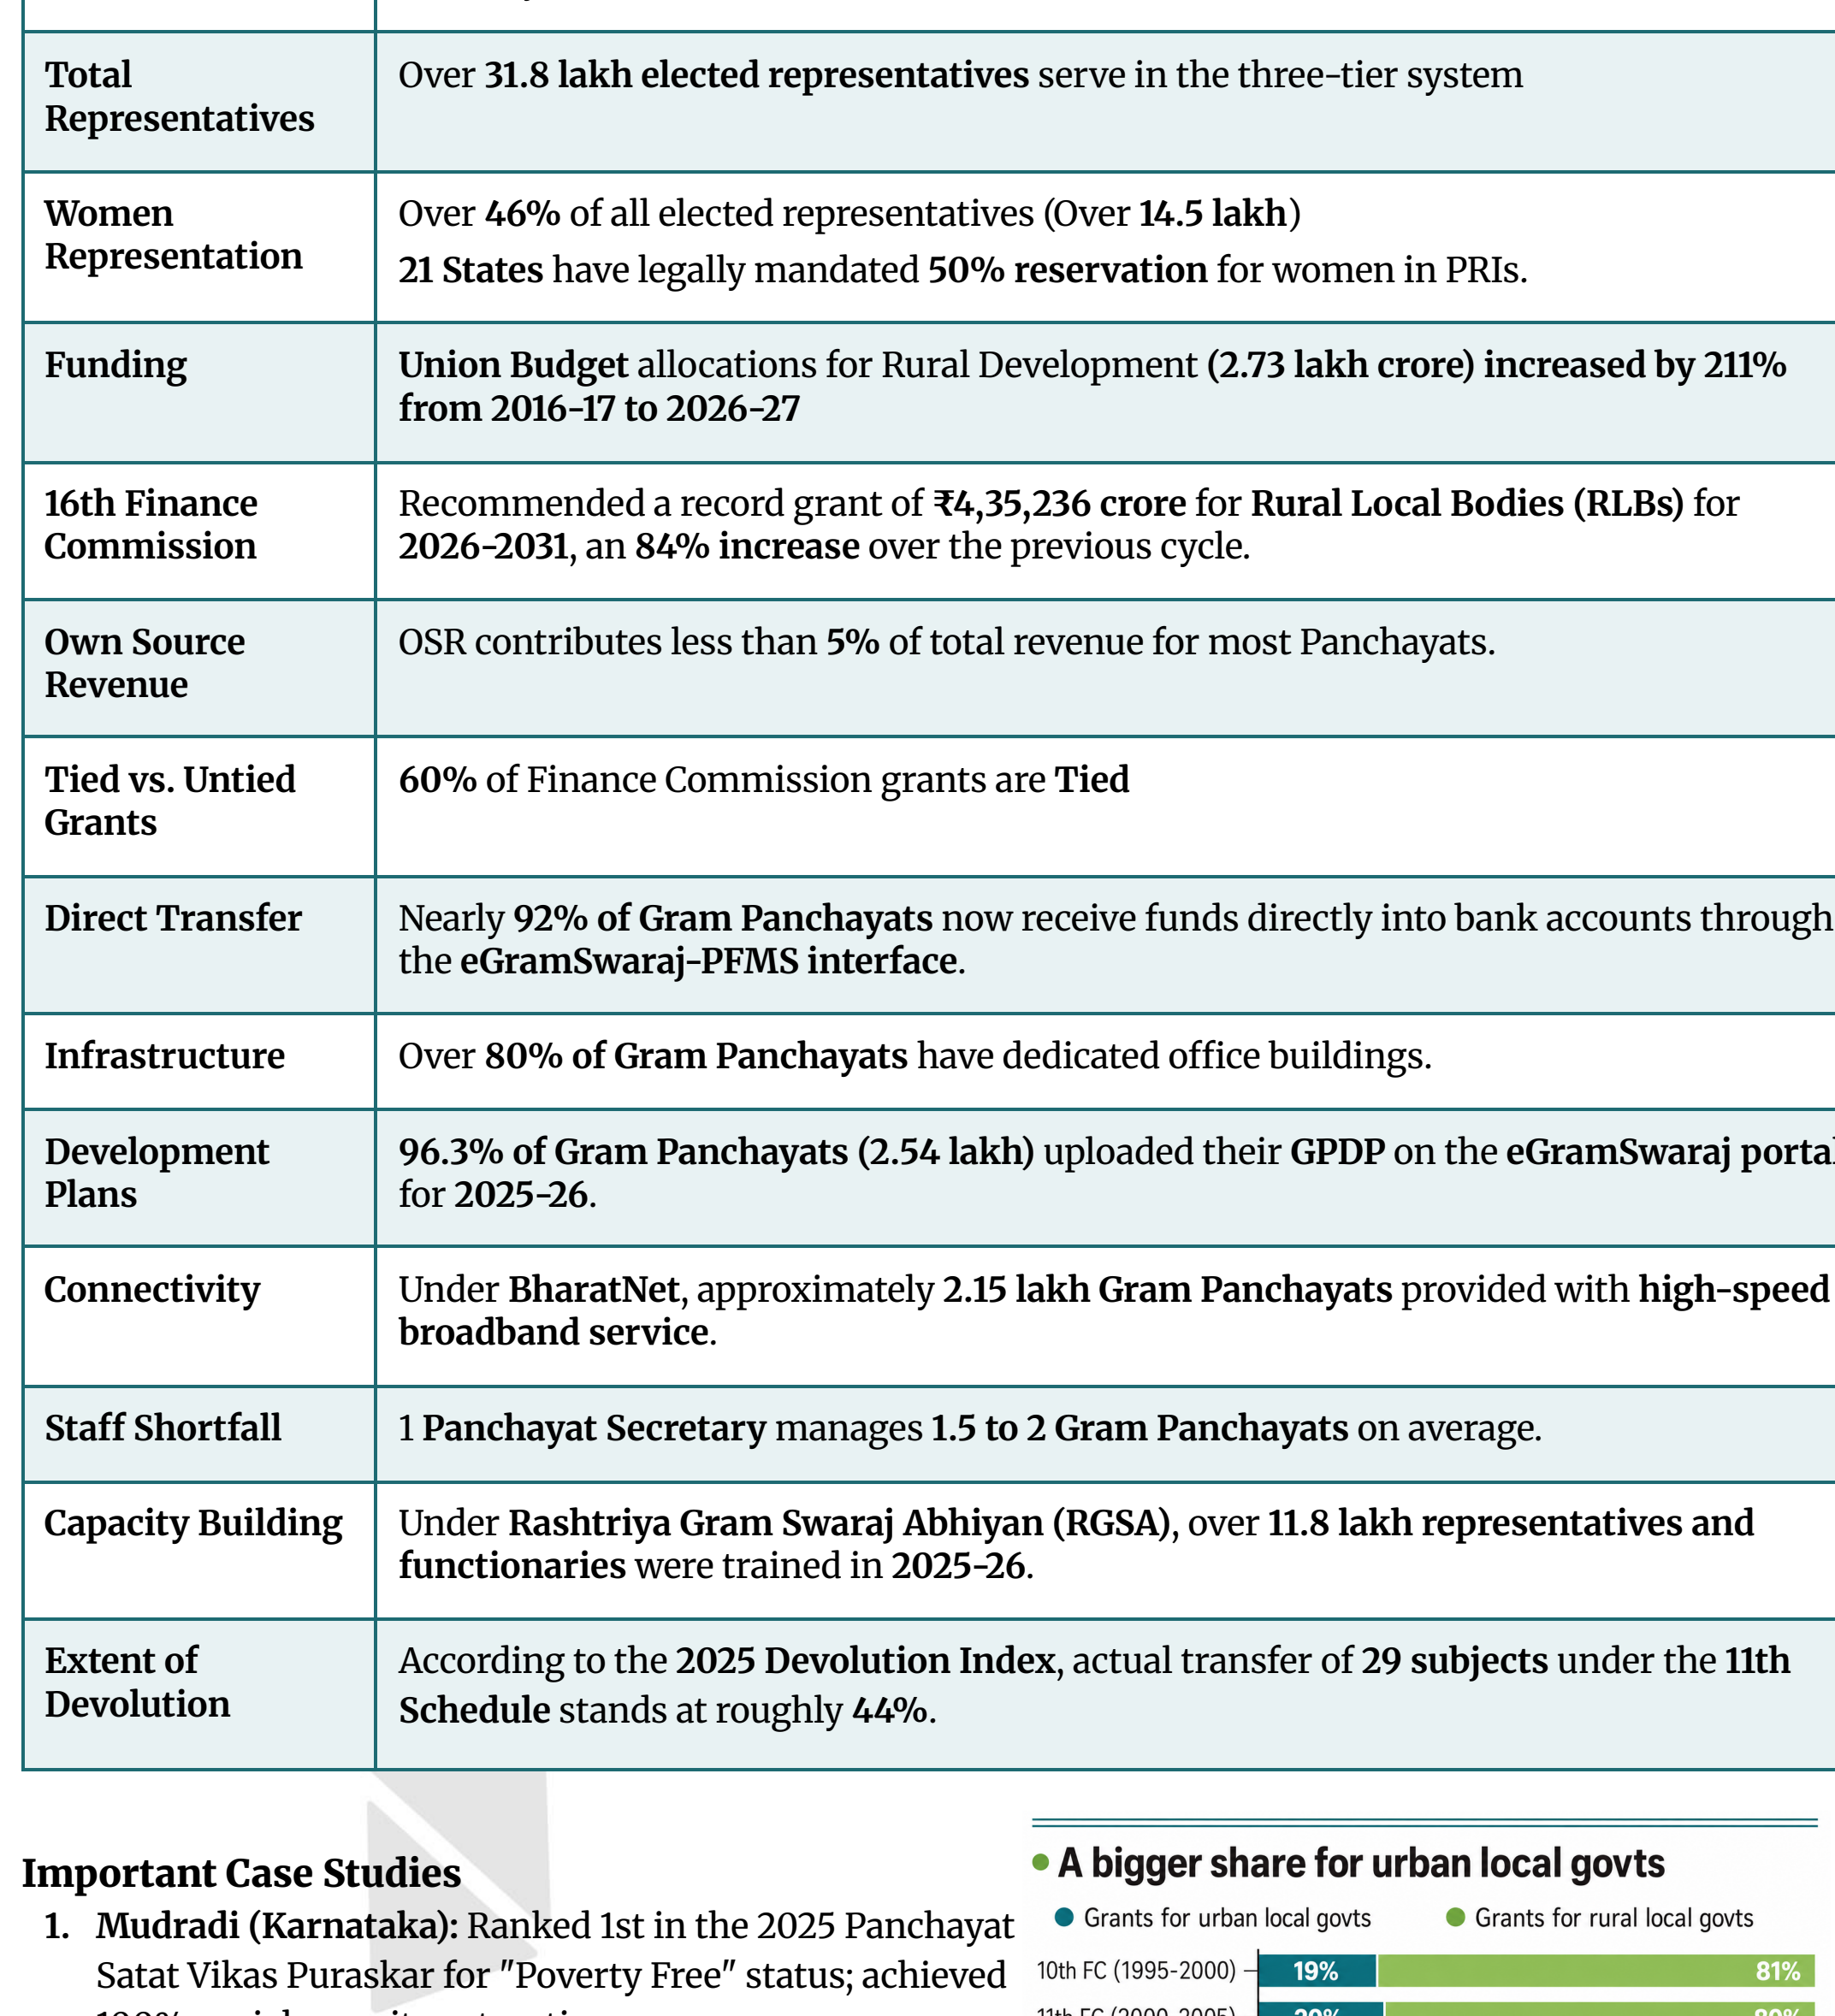 Total
Representatives
Over 31.8 lakh elected representatives serve in the three-tier system
Women
Representation
Over 46% of all elected representatives (Over 14.5 lakh)
21 States have legally mandated 50% reservation for women in PRIs.
Funding
Union Budget allocations for Rural Development (2.73 lakh crore) increased by 211%
from 2016-17 to 2026-27
16th Finance
Commission
Recommended a record grant of ₹4,35,236 crore for Rural Local Bodies (RLBs) for
2026-2031, an 84% increase over the previous cycle.
Own Source
Revenue
OSR contributes less than 5% of total revenue for most Panchayats.
Tied vs. Untied
Grants
60% of Finance Commission grants are Tied
Direct Transfer
Nearly 92% of Gram Panchayats now receive funds directly into bank accounts through
the eGramSwaraj-PFMS interface.
Infrastructure
Over 80% of Gram Panchayats have dedicated office buildings.
Development
Plans
96.3% of Gram Panchayats (2.54 lakh) uploaded their GPDP on the eGramSwaraj portal
for 2025-26.
Connectivity
Under BharatNet, approximately 2.15 lakh Gram Panchayats provided with high-speed
broadband service.
Staff Shortfall
1 Panchayat Secretary manages 1.5 to 2 Gram Panchayats on average.
Capacity Building
Under Rashtriya Gram Swaraj Abhiyan (RGSA), over 11.8 lakh representatives and
functionaries were trained in 2025-26.
Extent of
Devolution
According to the 2025 Devolution Index, actual transfer of 29 subjects under the 11th
Schedule stands at roughly 44%.
Important Case Studies
1. Mudradi (Karnataka): Ranked 1st in the 2025 Panchayat
Satat Vikas Puraskar for "Poverty Free" status; achieved
A bigger share for urban local govts
Grants for urban local govts
Grants for rural local govts
10th FC (1995-2000) 19% 81%
11th FC (2000-2005)